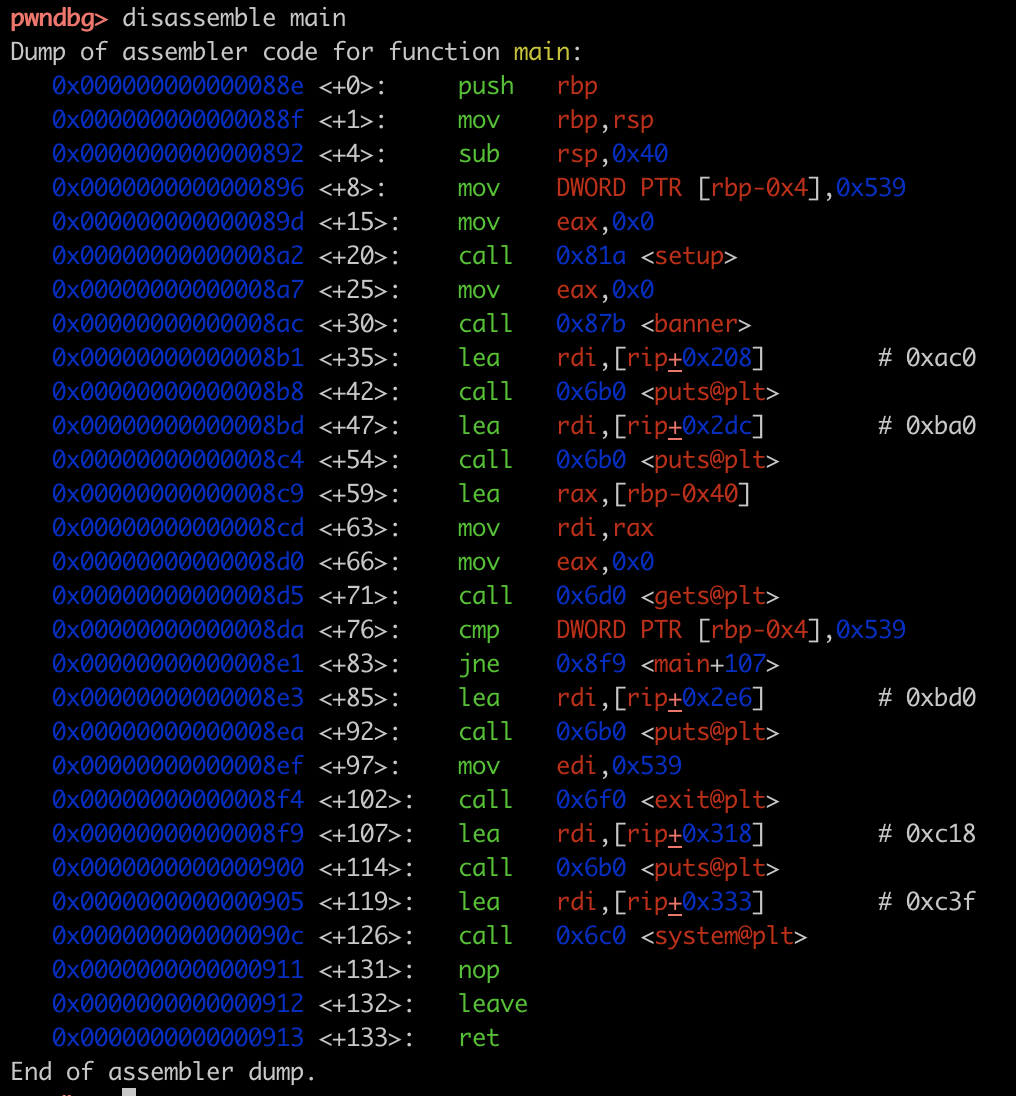 pwndbg> disassemble main
Dump of assembler code for function main:
0x000000000000088e <+0>: push rbp
0x000000000000088f <+1>: mov rbp,rsp
0x0000000000000892 <+4>: sub rsp,0x40
0x0000000000000896 <+8>: mov DWORD PTR [rbp-0x4],0x539
0x000000000000089d <+15>: mov eax,0x0
0x00000000000008a2 <+20>: call 0x81a <setup>
0x00000000000008a7 <+25>: mov eax,0x0
0x00000000000008ac <+30>: call 0x87b <banner>
0x00000000000008b1 <+35>: lea rdi,[rip+0x208] # 0xac0
0x00000000000008b8 <+42>: call 0x6b0 <puts@plt>
0x00000000000008bd <+47>: lea rdi,[rip+0x2dc] # 0xba0
0x00000000000008c4 <+54>: call 0x6b0 <puts@plt>
0x00000000000008c9 <+59>: lea rax,[rbp-0x40]
0x00000000000008cd <+63>: mov rdi,rax
0x00000000000008d0 <+66>: mov eax,0x0
0x00000000000008d5 <+71>: call 0x6d0 <gets@plt>
0x00000000000008da <+76>: cmp DWORD PTR [rbp-0x4],0x539
0x00000000000008e1 <+83>: jne 0x8f9 <main+107>
0x00000000000008e3 <+85>: lea rdi,[rip+0x2e6] # 0xbd0
0x00000000000008ea <+92>: call 0x6b0 <puts@plt>
0x00000000000008ef <+97>: mov edi,0x539
0x00000000000008f4 <+102>: call 0x6f0 <exit@plt>
0x00000000000008f9 <+107>: lea rdi,[rip+0x318] # 0xc18
0x0000000000000900 <+114>: call 0x6b0 <puts@plt>
0x0000000000000905 <+119>: lea rdi,[rip+0x333] # 0xc3f
0x000000000000090c <+126>: call 0x6c0 <system@plt>
0x0000000000000911 <+131>: nop
0x0000000000000912 <+132>: leave
0x0000000000000913 <+133>: ret
End of assembler dump.